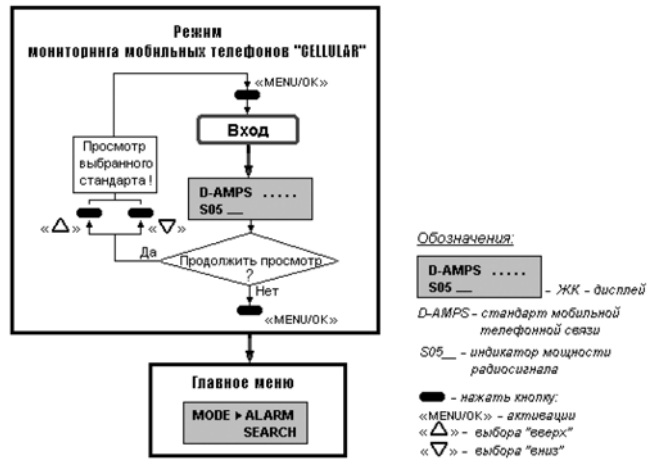 Режим
мониторинга мобильных телефонов "CELLULAR"
«MENU/OK»
Вход
Просмотр
выбранного
стандарта !
D-AMPS .....
S05 __
«△» «▽»
Да
Продолжить просмотр
?
Нет
«MENU/OK»
Главное меню
MODE ▸ ALARM
SEARCH
Обозначения:
D-AMPS .....
S05 __
- ЖК - дисплей
D-AMPS - стандарт мобильной
телефонной связи
S05__ - индикатор мощности
радиосигнала
- нажать кнопку:
«MENU/OK» - активации
«△» - выбора "вверх"
«▽» - выбора "вниз"